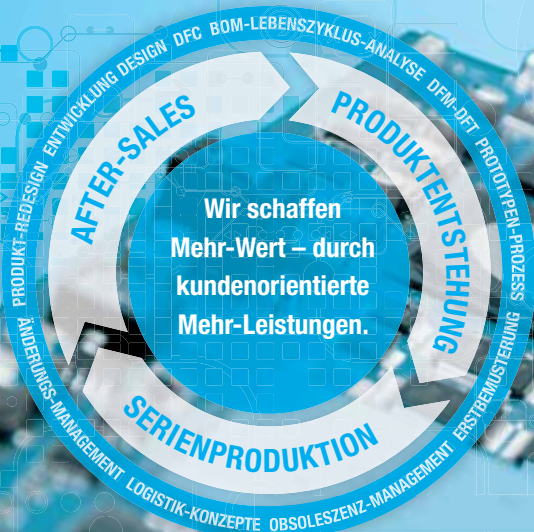 ENTWICKLUNG DESIGN DFC BOM-LEBENSZYKLUS-ANALYSE DFM-DFT PROTOTYPEN-PROZESS
ERSTBEMUSTERUNG
OBSOLESZENZ-MANAGEMENT
LOGISTIK-KONZEPTE
ÄNDERUNGS-MANAGEMENT
PRODUKT-REDESIGN
AFTER-SALES
PRODUKTENTSTEHUNG
SERIENPRODUKTION
Wir schaffen
Mehr-Wert – durch
kundenorientierte
Mehr-Leistungen.